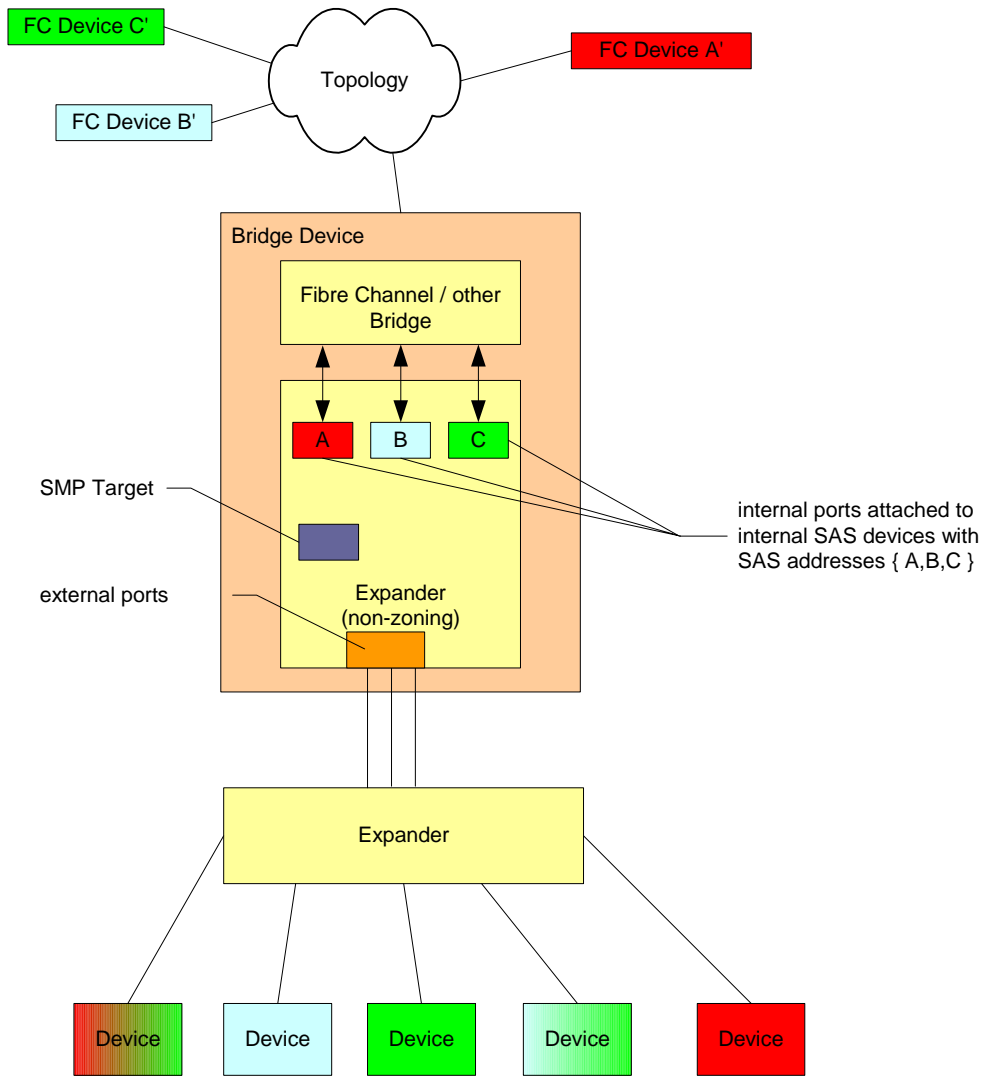 FC Device C'
FC Device A'
Topology
FC Device B'
Bridge Device
Fibre Channel / other
Bridge
A
B
C
SMP Target
internal ports attached to
internal SAS devices with
SAS addresses { A,B,C }
external ports
Expander
(non-zoning)
Expander
Device
Device
Device
Device
Device